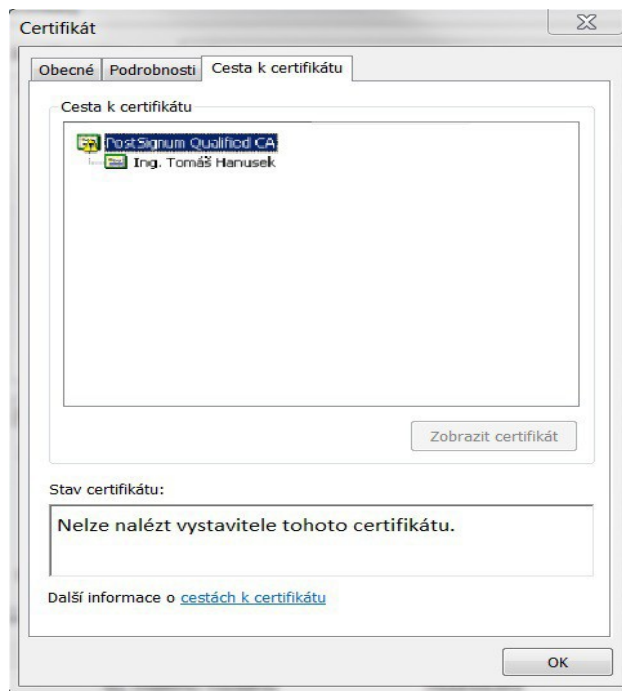 Certifikát
Obecné Podrobnosti Cesta k certifikátu
Cesta k certifikátu
PostSignum Qualified CA
Ing. Tomáš Hanusek
Zobrazit certifikát
Stav certifikátu:
Nelze nalézt vystavitele tohoto certifikátu.
Další informace o cestách k certifikátu
OK